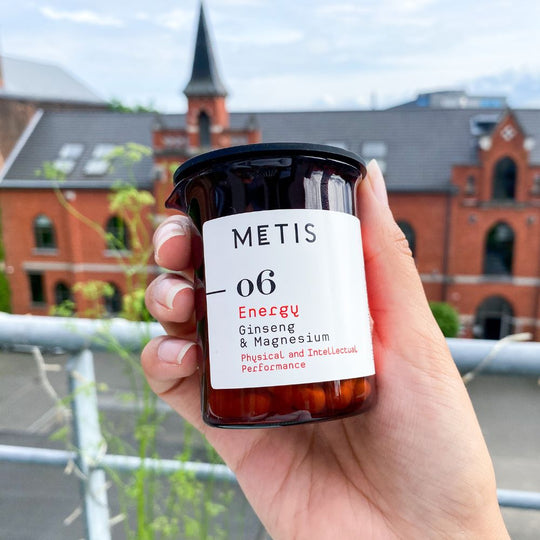 METIS
06
Energy
Ginseng
& Magnesium
Physical and Intellectual
Performance